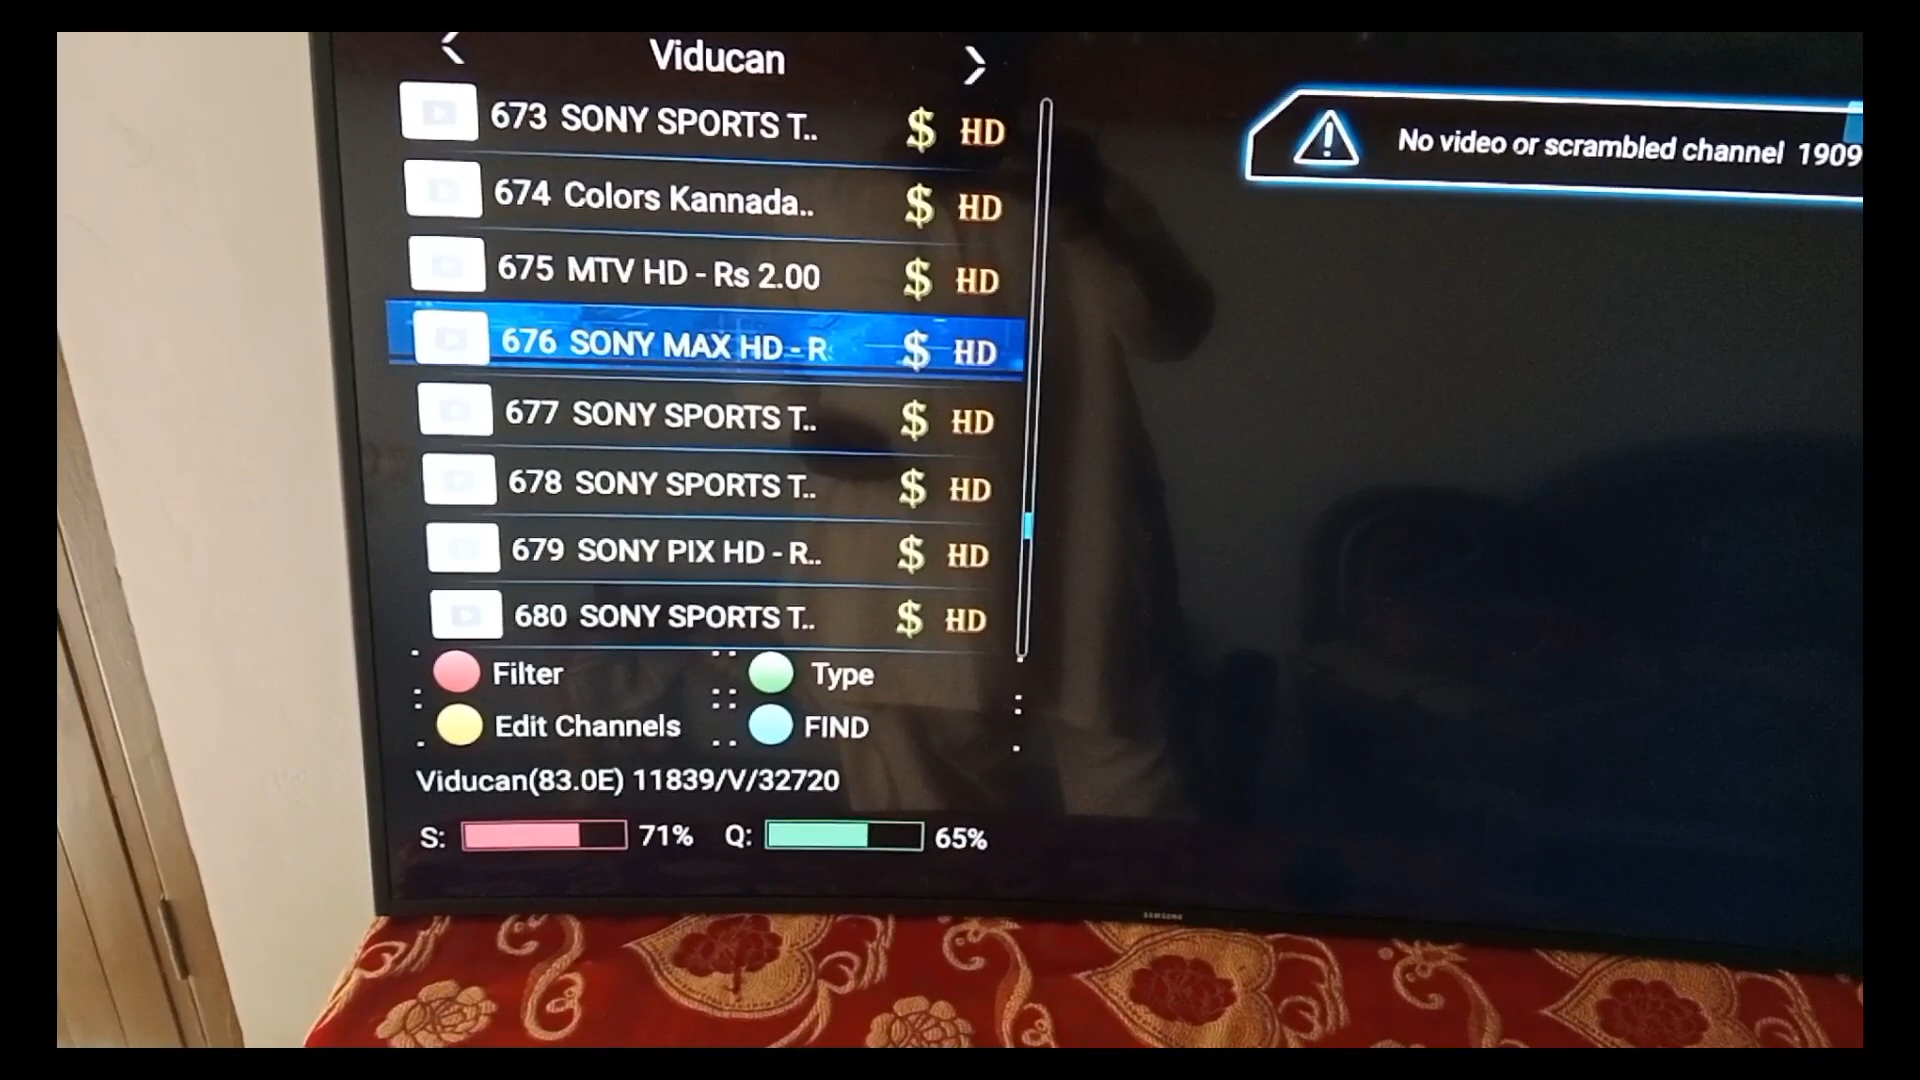 Viducan
673 SONY SPORTS T.. $ HD
674 Colors Kannada.. $ HD
675 MTV HD - Rs 2.00 $ HD
676 SONY MAX HD - R $ HD
677 SONY SPORTS T.. $ HD
678 SONY SPORTS T.. $ HD
679 SONY PIX HD - R.. $ HD
680 SONY SPORTS T.. $ HD
Filter Type
Edit Channels FIND
Viducan(83.0E) 11839/V/32720
S: 71% Q: 65%
No video or scrambled channel 1909
SAMSUNG